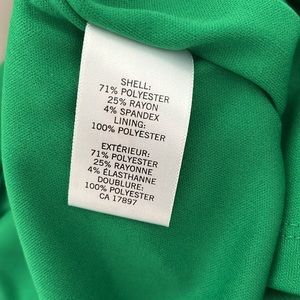 SHELL:
71% POLYESTER
25% RAYON
4% SPANDEX
LINING:
100% POLYESTER
EXTÉRIEUR:
71% POLYESTER
25% RAYONNE
4% ÉLASTHANNE
DOUBLURE:
100% POLYESTER
CA 17897